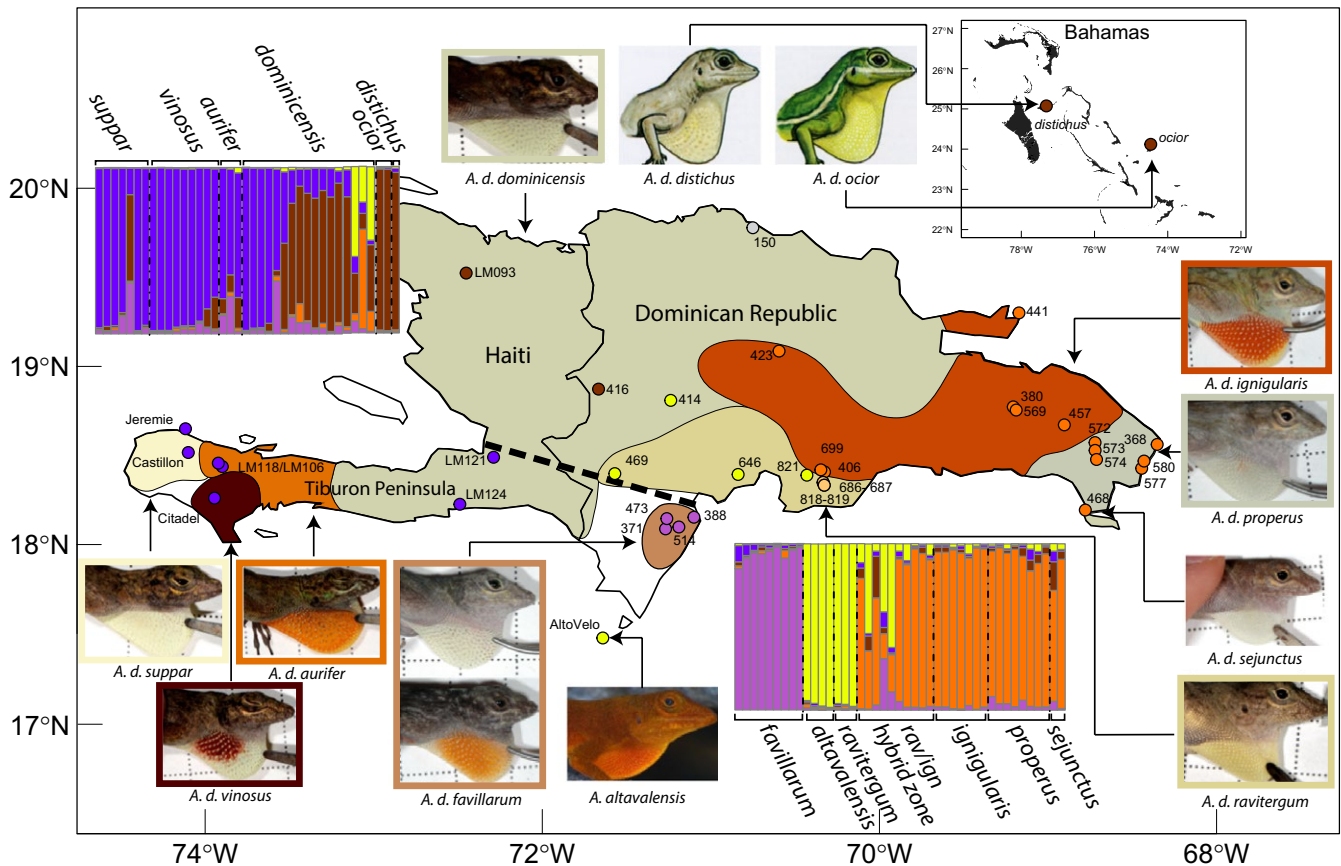 suppar
vinosus
aurifer
dominicensis
distichus
ocior
A. d. dominicensis
A. d. distichus
A. d. ocior
Bahamas
27°N
26°N
25°N
24°N
23°N
22°N
78°W
76°W
74°W
72°W
distichus
ocior
20°N
19°N
18°N
17°N
74°W
72°W
70°W
68°W
150
LM093
Dominican Republic
Haiti
441
423
416
414
380
569
457
572
573
574
368
580
577
468
A. d. ignigularis
A. d. properus
A. d. sejunctus
A. d. ravitergum
Jeremie
Castillon
LM118/LM106
Tiburon Peninsula
LM121
LM124
Citadel
469
646
821
699
406
686-687
818-819
473
371
514
388
AltoVelo
A. d. suppar
A. d. aurifer
A. d. vinosus
A. d. favillarum
A. altavalensis
favillarum
altavalensis
ravitergum
hybrid zone
rav/ign
ignigularis
properus
sejunctus